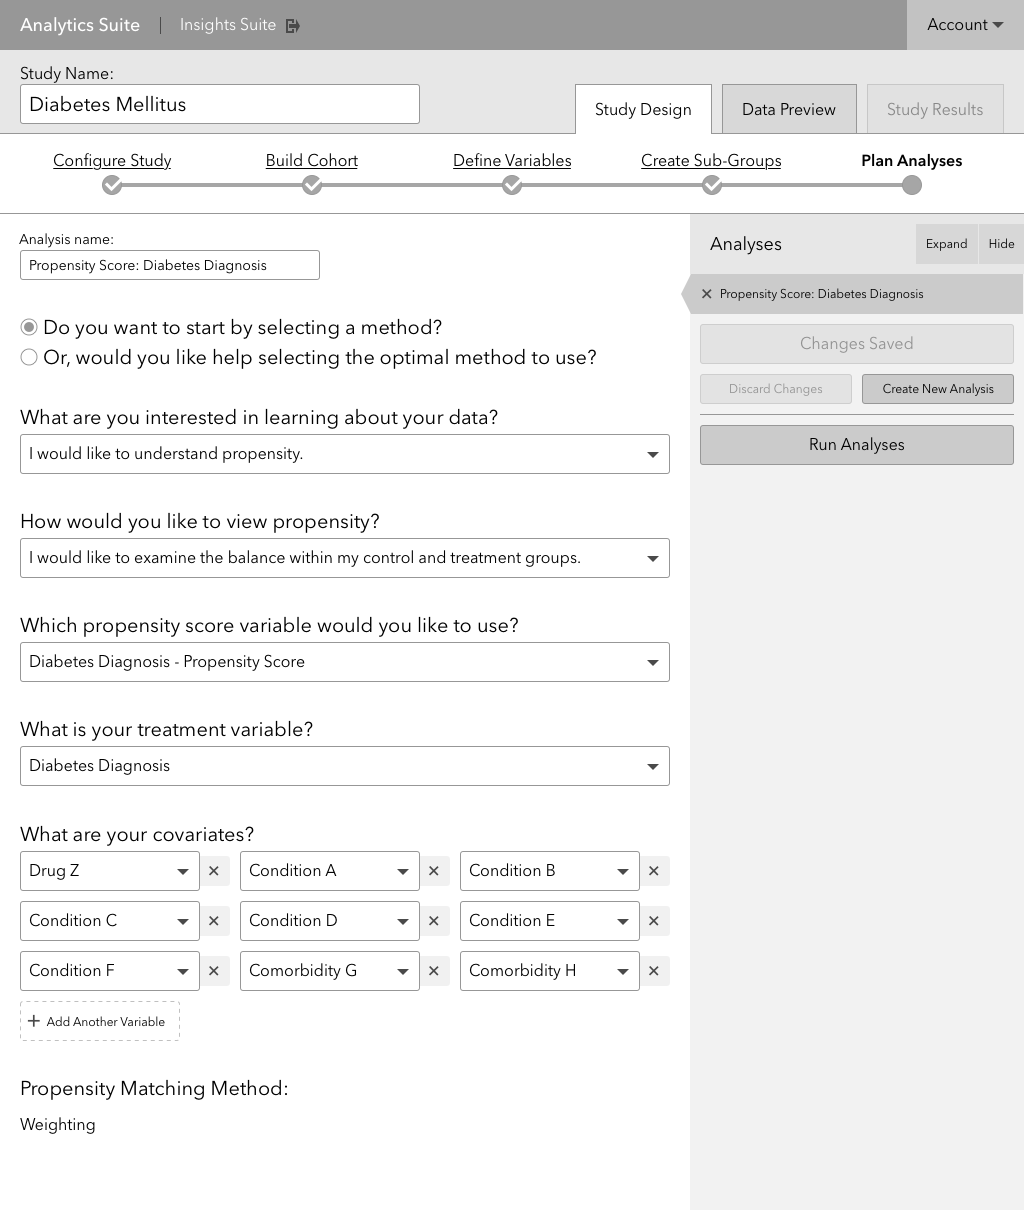 Analytics Suite | Insights Suite
Account
Study Name:
Diabetes Mellitus
Study Design
Data Preview
Study Results
Configure Study
Build Cohort
Define Variables
Create Sub-Groups
Plan Analyses
Analysis name:
Propensity Score: Diabetes Diagnosis
Do you want to start by selecting a method?
Or, would you like help selecting the optimal method to use?
What are you interested in learning about your data?
I would like to understand propensity.
How would you like to view propensity?
I would like to examine the balance within my control and treatment groups.
Which propensity score variable would you like to use?
Diabetes Diagnosis - Propensity Score
What is your treatment variable?
Diabetes Diagnosis
What are your covariates?
Drug Z
Condition A
Condition B
Condition C
Condition D
Condition E
Condition F
Comorbidity G
Comorbidity H
Add Another Variable
Propensity Matching Method:
Weighting
Analyses
Expand
Hide
Propensity Score: Diabetes Diagnosis
Changes Saved
Discard Changes
Create New Analysis
Run Analyses